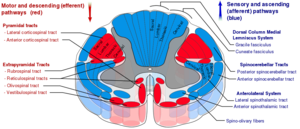 Motor and descending (efferent)
pathways (red)
Pyramidal tracts
- Lateral corticospinal tract
- Anterior corticospinal tract
Extrapyramidal Tracts
- Rubrospinal tract
- Reticulospinal tract
- Olivospinal tract
- Vestibulospinal tract
Sensory and ascending
(afferent) pathways
(blue)
Dorsal Column Medial
Lemniscus System
- Gracile fasciculus
- Cuneate fasciculus
Spinocerebellar Tracts
- Posterior spinocerebellar tract
- Anterior spinocerebellar tract
Anterolateral System
- Lateral spinothalamic tract
- Anterior spinothalamic tract
Spino-olivary fibers